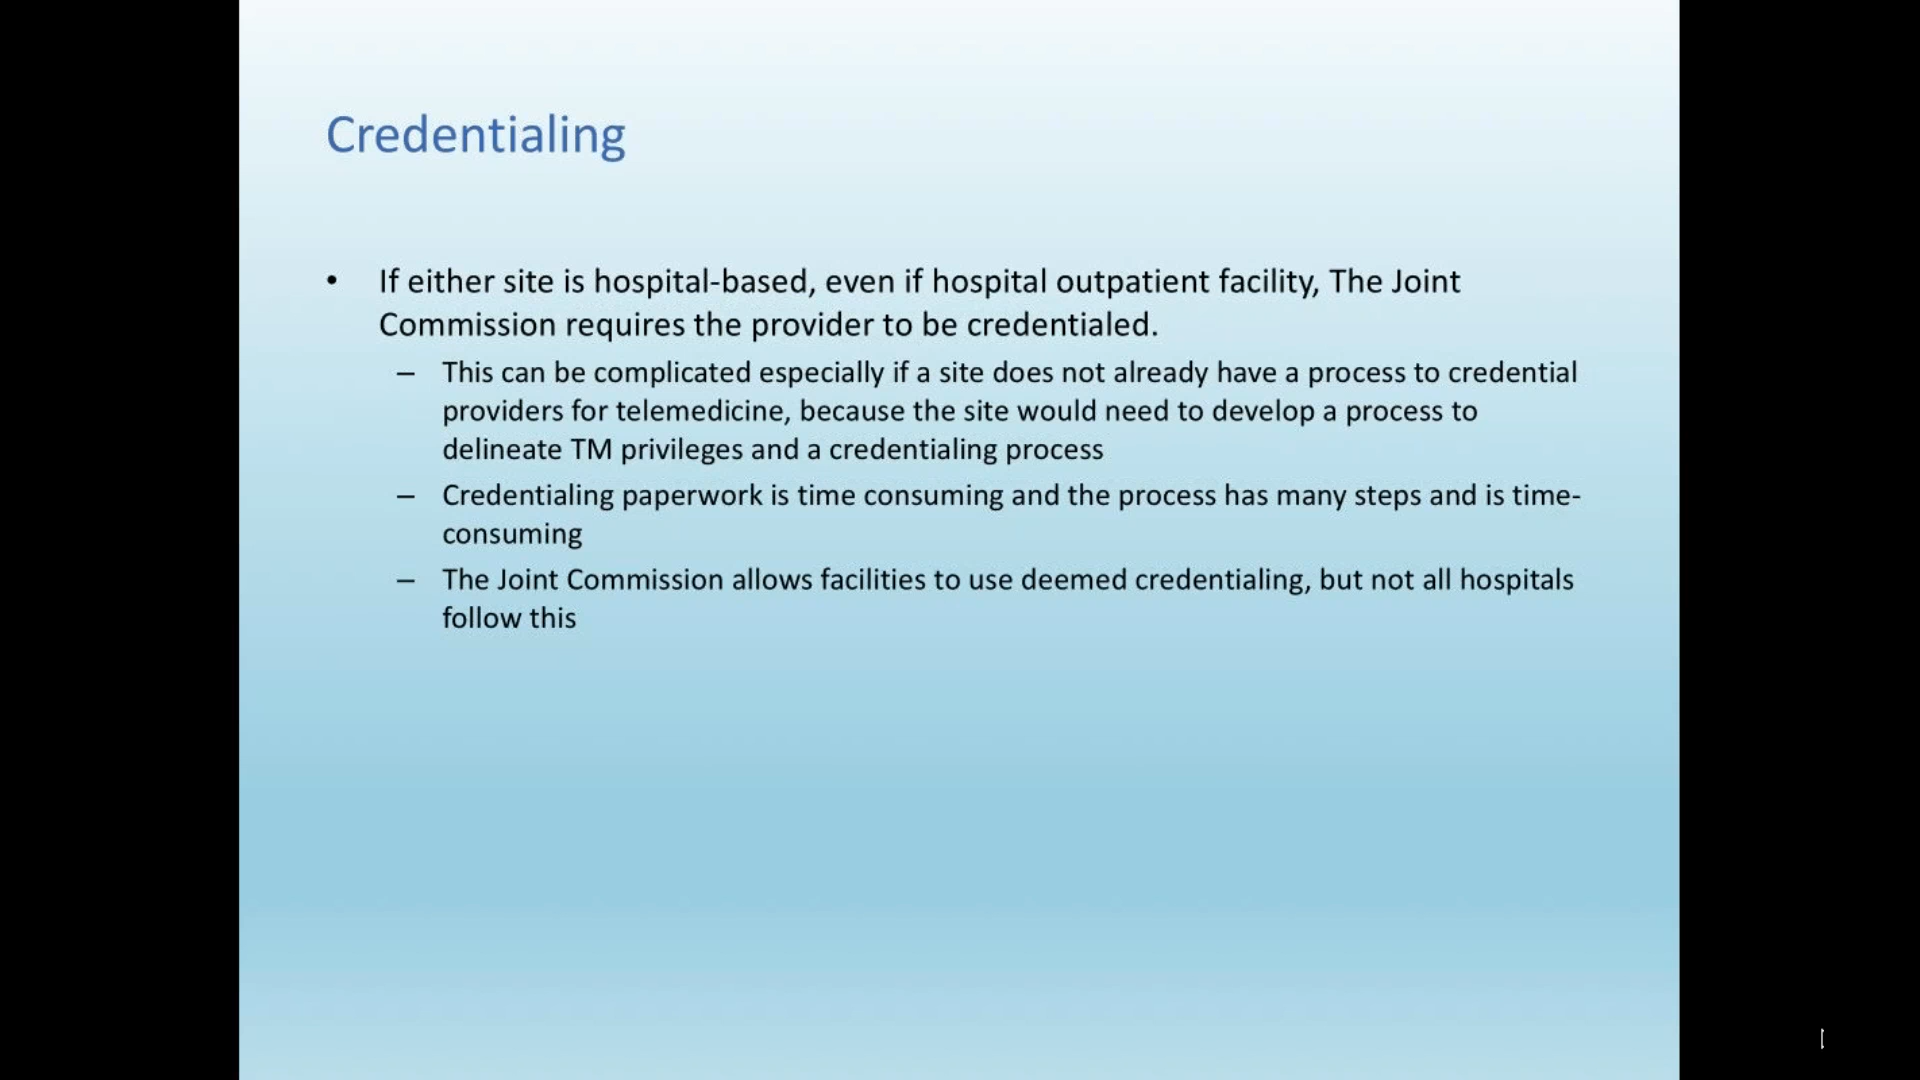 Credentialing
• If either site is hospital-based, even if hospital outpatient facility, The Joint
Commission requires the provider to be credentialed.
– This can be complicated especially if a site does not already have a process to credential
providers for telemedicine, because the site would need to develop a process to
delineate TM privileges and a credentialing process
– Credentialing paperwork is time consuming and the process has many steps and is time-
consuming
– The Joint Commission allows facilities to use deemed credentialing, but not all hospitals
follow this